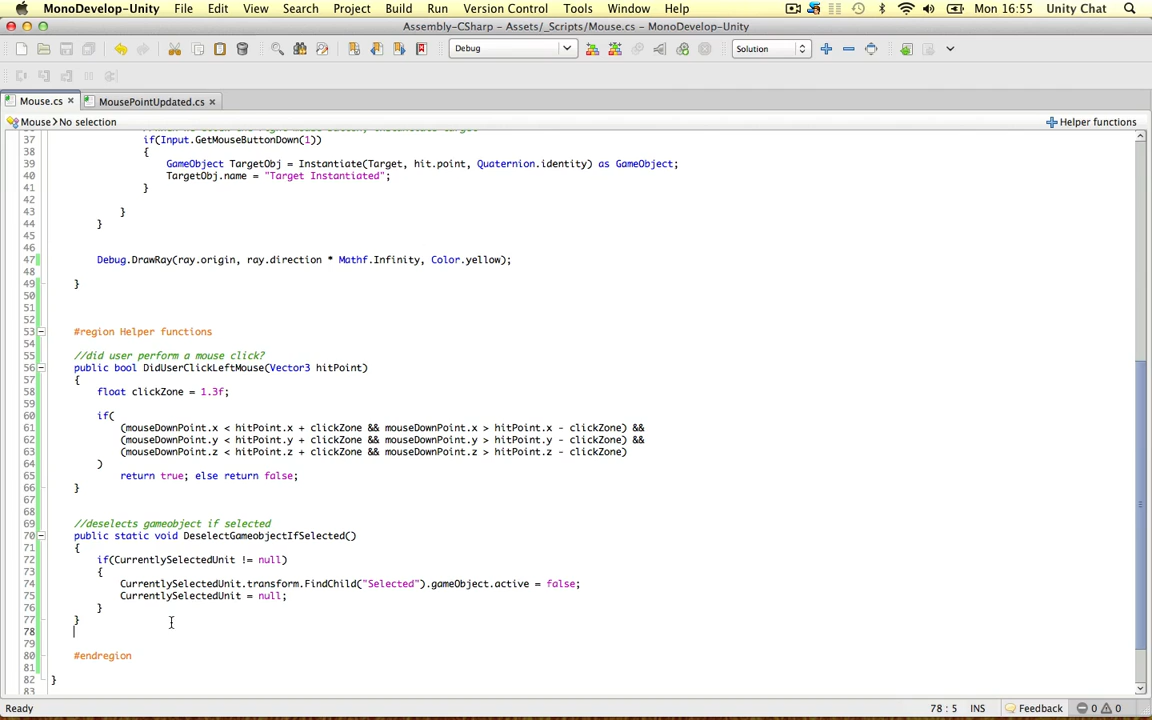 MonoDevelop-Unity File Edit View Search Project Build Run Version Control Tools Window Help Mon 16:55 Unity Chat
Assembly-CSharp - Assets/_Scripts/Mouse.cs - MonoDevelop-Unity
Debug Solution
Mouse.cs × MousePointUpdated.cs ×
Mouse No selection Helper functions
37 if(Input.GetMouseButtonDown(1))
38 {
39 GameObject TargetObj = Instantiate(Target, hit.point, Quaternion.identity) as GameObject;
40 TargetObj.name = "Target Instantiated";
41 }
42
43 }
44 }
45
46
47 Debug.DrawRay(ray.origin, ray.direction * Mathf.Infinity, Color.yellow);
48
49 }
50
51
52
53 #region Helper functions
54
55 //did user perform a mouse click?
56 public bool DidUserClickLeftMouse(Vector3 hitPoint)
57 {
58 float clickZone = 1.3f;
59
60 if(
61 (mouseDownPoint.x < hitPoint.x + clickZone && mouseDownPoint.x > hitPoint.x - clickZone) &&
62 (mouseDownPoint.y < hitPoint.y + clickZone && mouseDownPoint.y > hitPoint.y - clickZone) &&
63 (mouseDownPoint.z < hitPoint.z + clickZone && mouseDownPoint.z > hitPoint.z - clickZone)
64 )
65 return true; else return false;
66 }
67
68
69 //deselects gameobject if selected
70 public static void DeselectGameobjectIfSelected()
71 {
72 if(CurrentlySelectedUnit != null)
73 {
74 CurrentlySelectedUnit.transform.FindChild("Selected").gameObject.active = false;
75 CurrentlySelectedUnit = null;
76 }
77 }
78
79
80 #endregion
81
82 }
83
Ready 78 : 5 INS Feedback 0 0